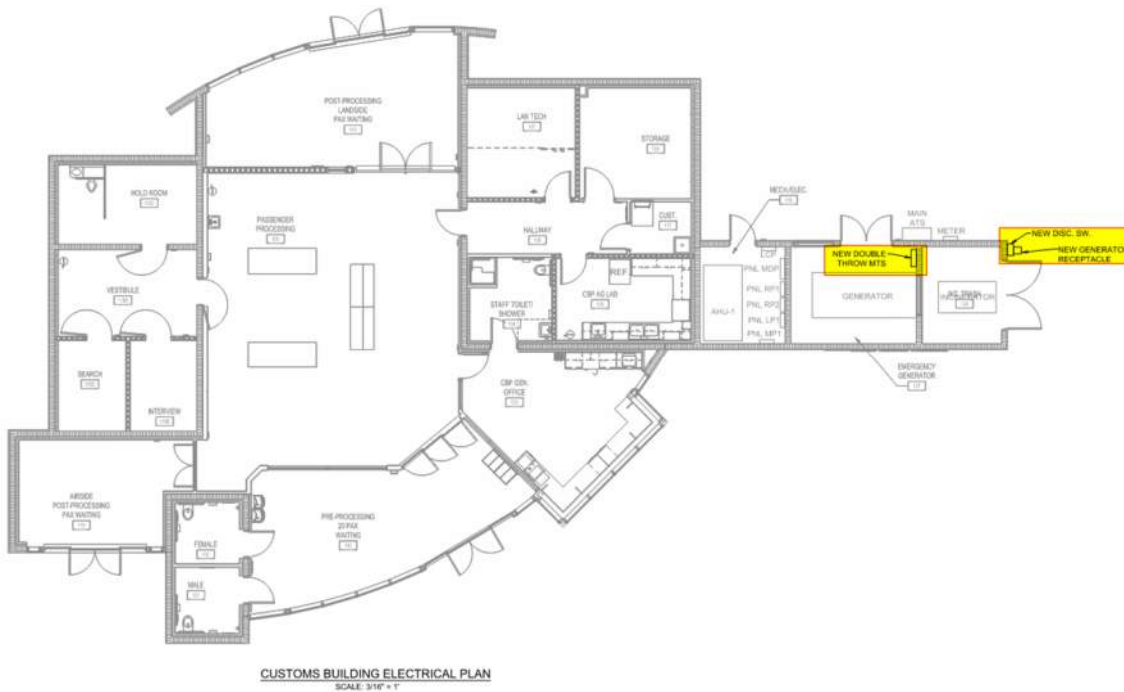 POST-PROCESSING
LANDSIDE
PAX WAITING
LAN TECH
STORAGE
HOLD ROOM
PASSENGER
PROCESSING
HALLWAY
CUST.
MECH./ELEC.
MAIN
ATS
METER
NEW DISC. SW.
NEW GENERATOR
RECEPTACLE
NEW DOUBLE
THROW MTS
LCP
PNL MDP
PNL RP1
PNL RP2
PNL LP1
PNL MP1
AHU-1
GENERATOR
EMERGENCY
GENERATOR
VESTIBULE
REF.
CBP AG LAB
STAFF TOILET/
SHOWER
SEARCH
INTERVIEW
CBP GEN.
OFFICE
AIRSIDE
POST-PROCESSING
PAX WAITING
PRE-PROCESSING
20 PAX
WAITING
FEMALE
MALE
CUSTOMS BUILDING ELECTRICAL PLAN
SCALE: 3/16" = 1'